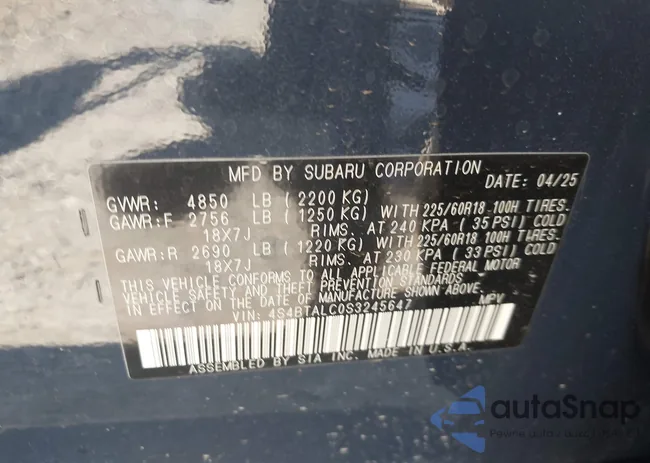 MFD BY SUBARU CORPORATION
DATE: 04/25
GVWR: 4850 LB (2200 KG)
GAWR:F 2756 LB (1250 KG) WITH 225/60R18 100H TIRES.
18X7J RIMS. AT 240 KPA (35 PSI) COLD
GAWR:R 2690 LB (1220 KG) WITH 225/60R18 100H TIRES.
18X7J RIMS. AT 230 KPA (33 PSI) COLD
THIS VEHICLE CONFORMS TO ALL APPLICABLE FEDERAL MOTOR
VEHICLE SAFETY AND THEFT PREVENTION STANDARDS
IN EFFECT ON THE DATE OF MANUFACTURE SHOWN ABOVE.
VIN: 4S4BTALC0S3245647 MPV
ASSEMBLED BY SIA INC. MADE IN U.S.A.
autoSnap
Pewne auto z USA